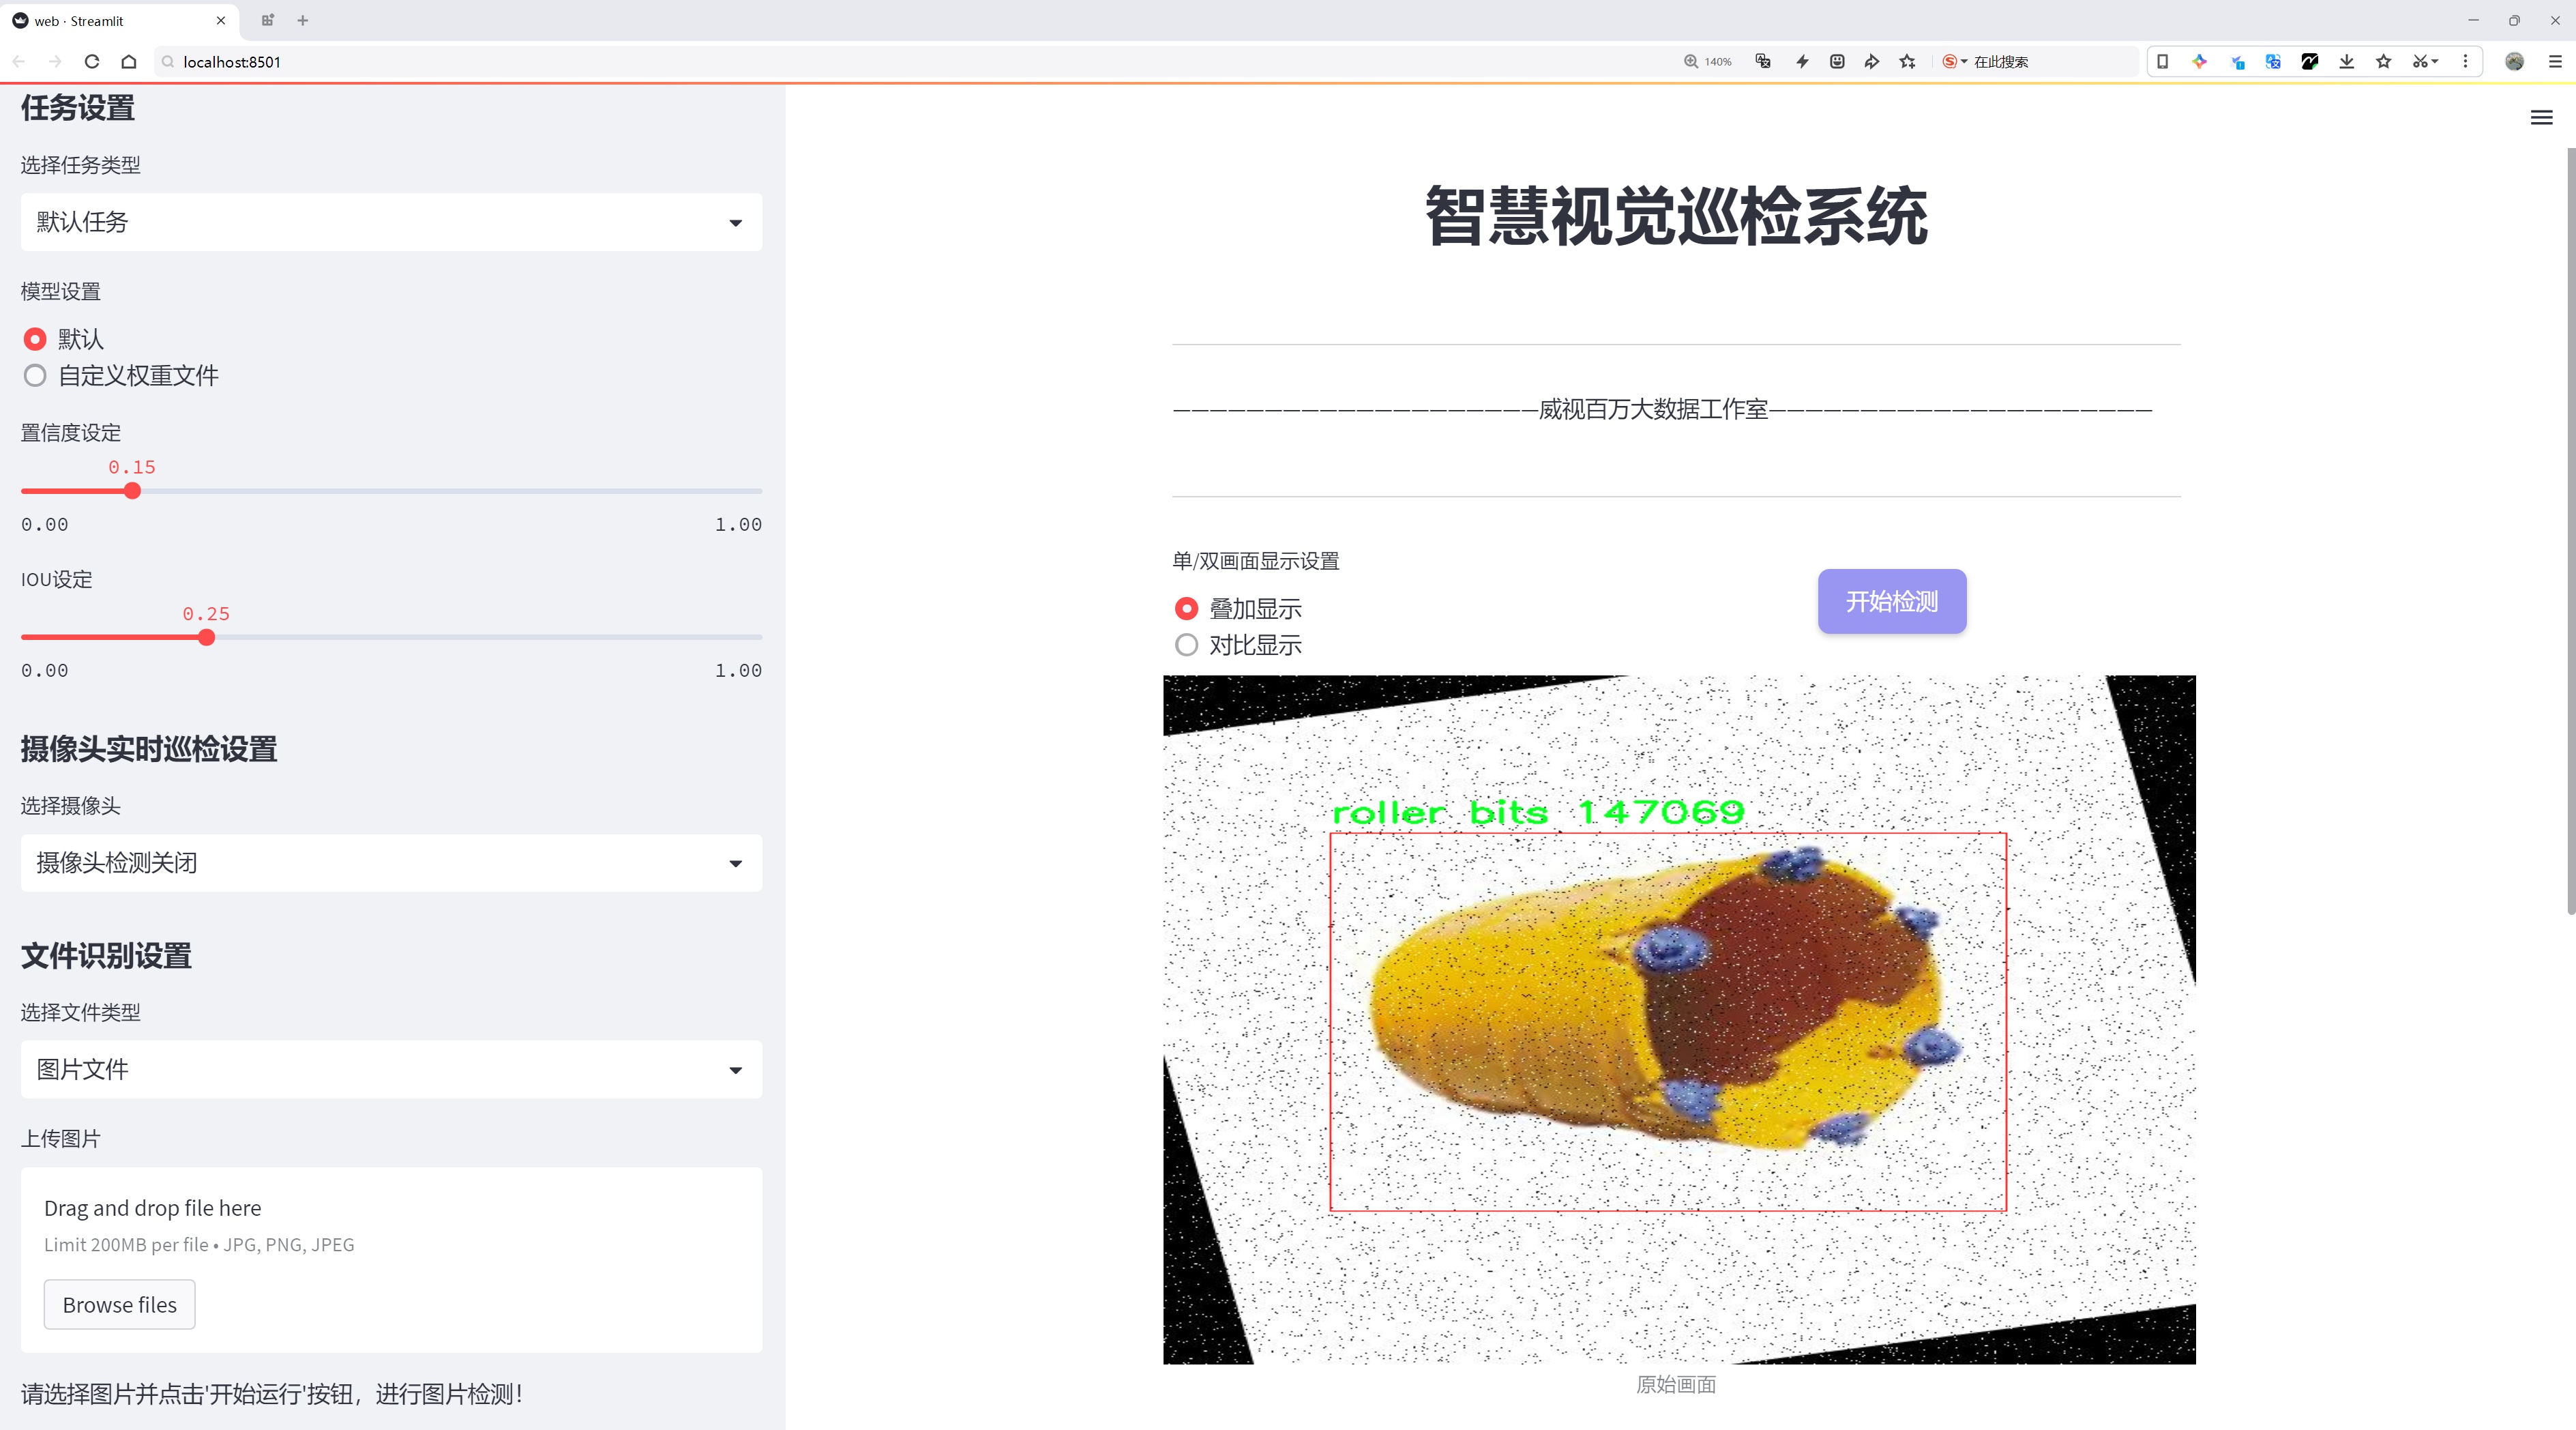 web · Streamlit
localhost:8501
140%
在此搜索
任务设置
选择任务类型
默认任务
模型设置
默认
自定义权重文件
置信度设定
0.15
0.00
1.00
IOU设定
0.25
0.00
1.00
摄像头实时巡检设置
选择摄像头
摄像头检测关闭
文件识别设置
选择文件类型
图片文件
上传图片
Drag and drop file here
Limit 200MB per file • JPG, PNG, JPEG
Browse files
请选择图片并点击'开始运行'按钮，进行图片检测！
智慧视觉巡检系统
————————————————————威视百万大数据工作室—————————————————————
单/双画面显示设置
叠加显示
对比显示
开始检测
roller bits 147069
原始画面